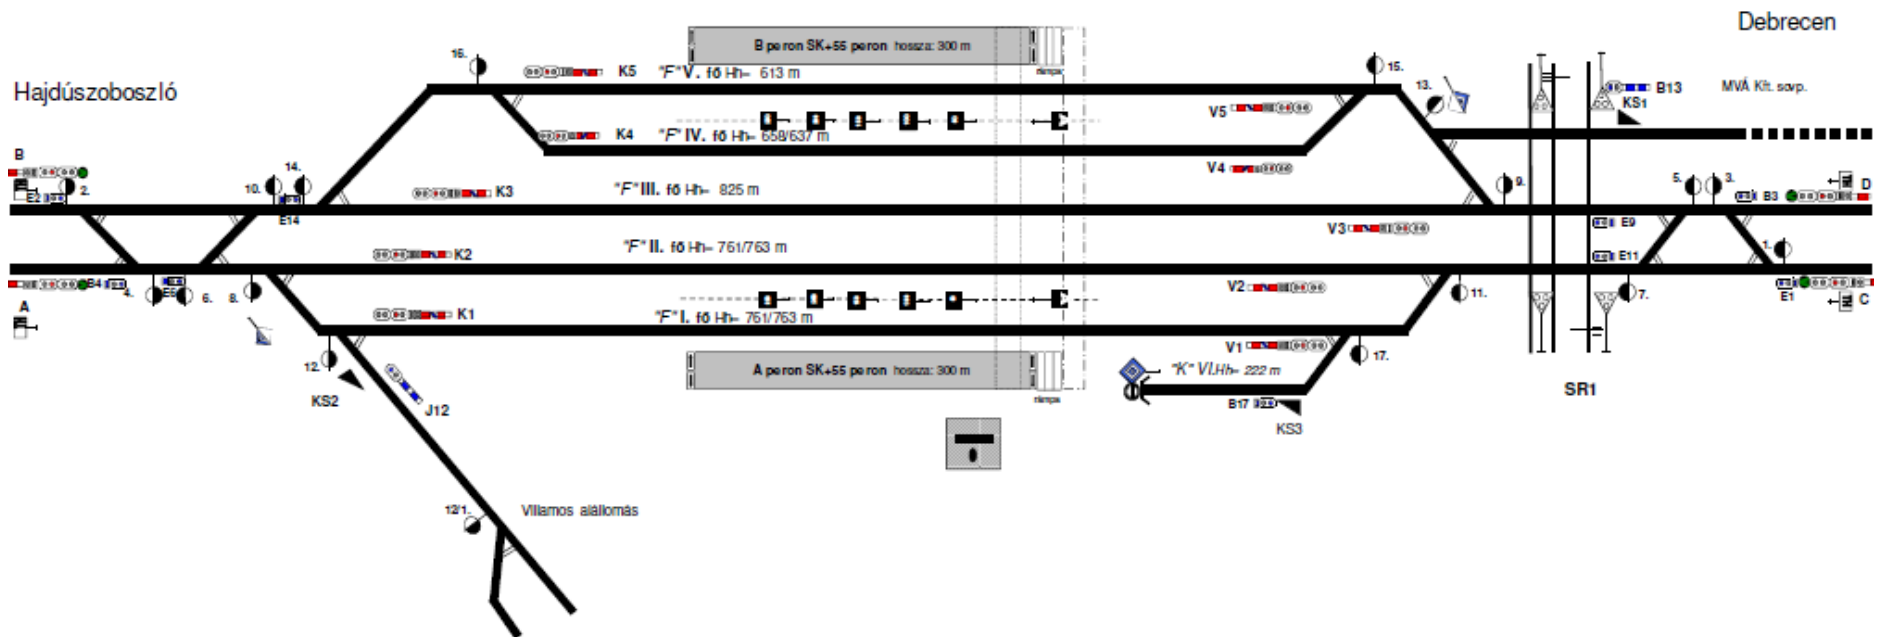 Debrecen
Hajdúszoboszló
B peron SK+55 peron hossza: 300 m
rámpa
16.
K5
"F" V. fő Hh= 613 m
15.
13.
KS1
B13
MVÁ Kft. savp.
V5
K4
"F" IV. fő Hh= 658/637 m
V4
B
E2
2.
10.
14.
E14
K3
"F" III. fő Hh= 825 m
9.
5.
3.
B3
D
V3
E9
K2
"F" II. fő Hh= 761/763 m
E11
1.
A
B4
4.
E6
6.
8.
V2
11.
7.
E1
C
K1
"F" I. fő Hh= 761/763 m
V1
17.
12.
KS2
J12
A peron SK+55 peron hossza: 300 m
rámpa
"K" VI. Hh= 222 m
B17
KS3
SR1
12/1.
Villamos alállomás